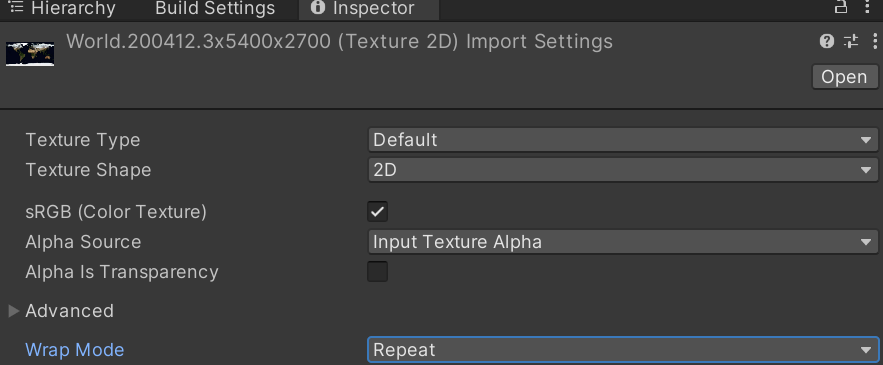 Hierarchy Build Settings Inspector
World.200412.3x5400x2700 (Texture 2D) Import Settings
Open
Texture Type Default
Texture Shape 2D
sRGB (Color Texture)
Alpha Source Input Texture Alpha
Alpha Is Transparency
Advanced
Wrap Mode Repeat